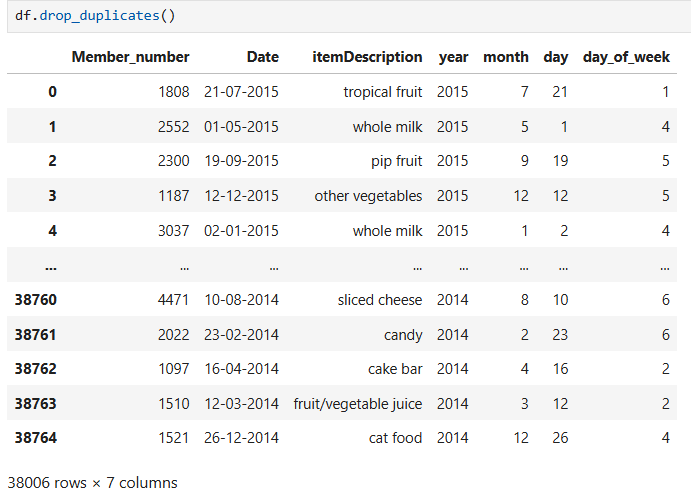 df.drop_duplicates()
Member_number Date itemDescription year month day day_of_week
0 1808 21-07-2015 tropical fruit 2015 7 21 1
1 2552 01-05-2015 whole milk 2015 5 1 4
2 2300 19-09-2015 pip fruit 2015 9 19 5
3 1187 12-12-2015 other vegetables 2015 12 12 5
4 3037 02-01-2015 whole milk 2015 1 2 4
... ... ... ... ... ... ... ...
38760 4471 10-08-2014 sliced cheese 2014 8 10 6
38761 2022 23-02-2014 candy 2014 2 23 6
38762 1097 16-04-2014 cake bar 2014 4 16 2
38763 1510 12-03-2014 fruit/vegetable juice 2014 3 12 2
38764 1521 26-12-2014 cat food 2014 12 26 4
38006 rows × 7 columns